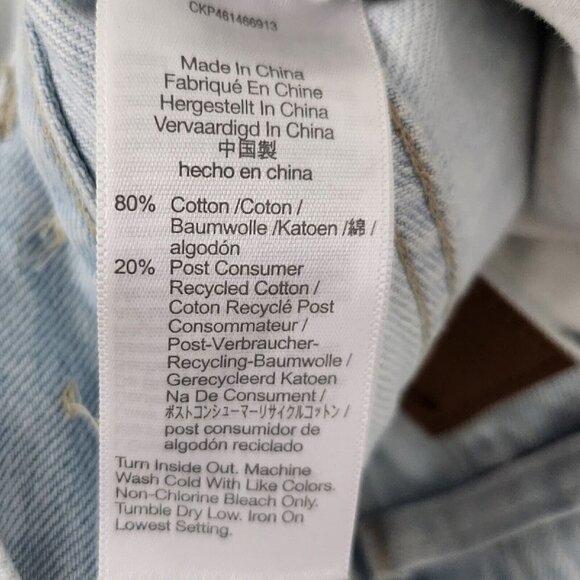 CKP461466913
Made In China
Fabriqué En Chine
Hergestellt In China
Vervaardigd In China
中国製
hecho en china
80% Cotton /Coton /
Baumwolle /Katoen /綿 /
algodón
20% Post Consumer
Recycled Cotton /
Coton Recyclé Post
Consommateur /
Post-Verbraucher-
Recycling-Baumwolle /
Gerecycleerd Katoen
Na De Consument /
ポストコンシューマーリサイクルコットン /
post consumidor de
algodón reciclado
Turn Inside Out. Machine
Wash Cold With Like Colors.
Non-Chlorine Bleach Only.
Tumble Dry Low. Iron On
Lowest Setting.